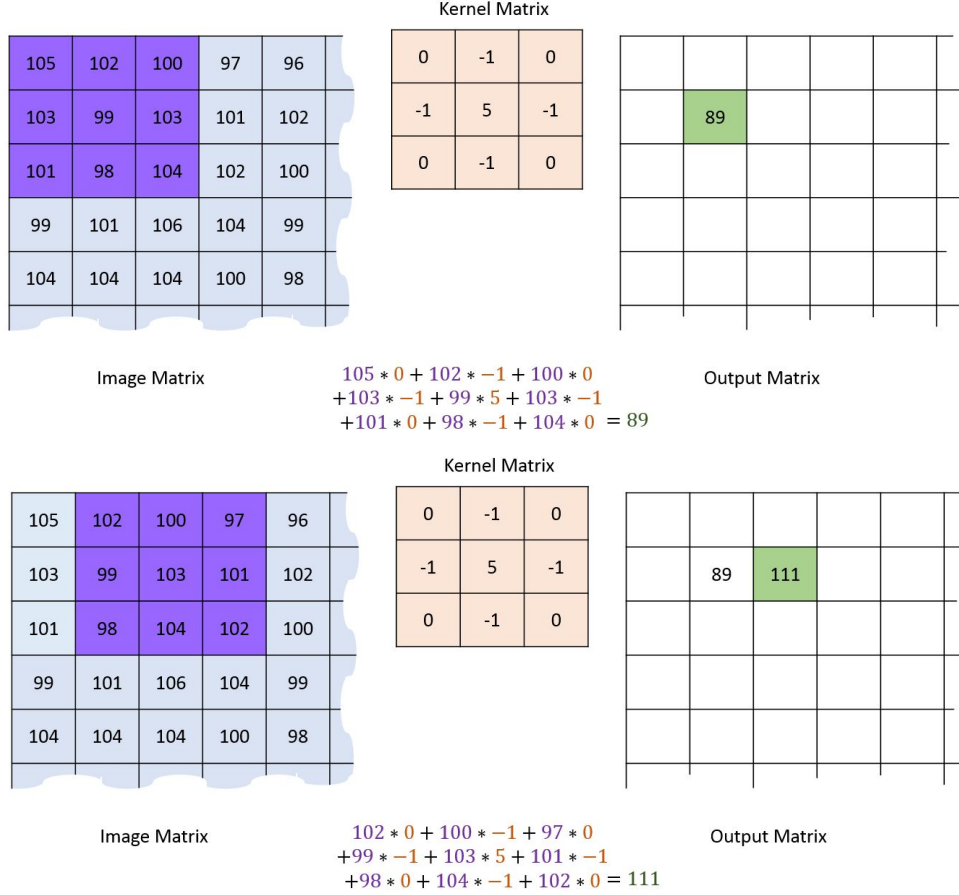 Kernel Matrix
105 102 100 97 96
103 99 103 101 102
101 98 104 102 100
99 101 106 104 99
104 104 104 100 98
0 -1 0
-1 5 -1
0 -1 0
89
Image Matrix
105 * 0 + 102 * −1 + 100 * 0
+103 * −1 + 99 * 5 + 103 * −1
+101 * 0 + 98 * −1 + 104 * 0 = 89
Output Matrix
Kernel Matrix
105 102 100 97 96
103 99 103 101 102
101 98 104 102 100
99 101 106 104 99
104 104 104 100 98
0 -1 0
-1 5 -1
0 -1 0
89 111
Image Matrix
102 * 0 + 100 * −1 + 97 * 0
+99 * −1 + 103 * 5 + 101 * −1
+98 * 0 + 104 * −1 + 102 * 0 = 111
Output Matrix